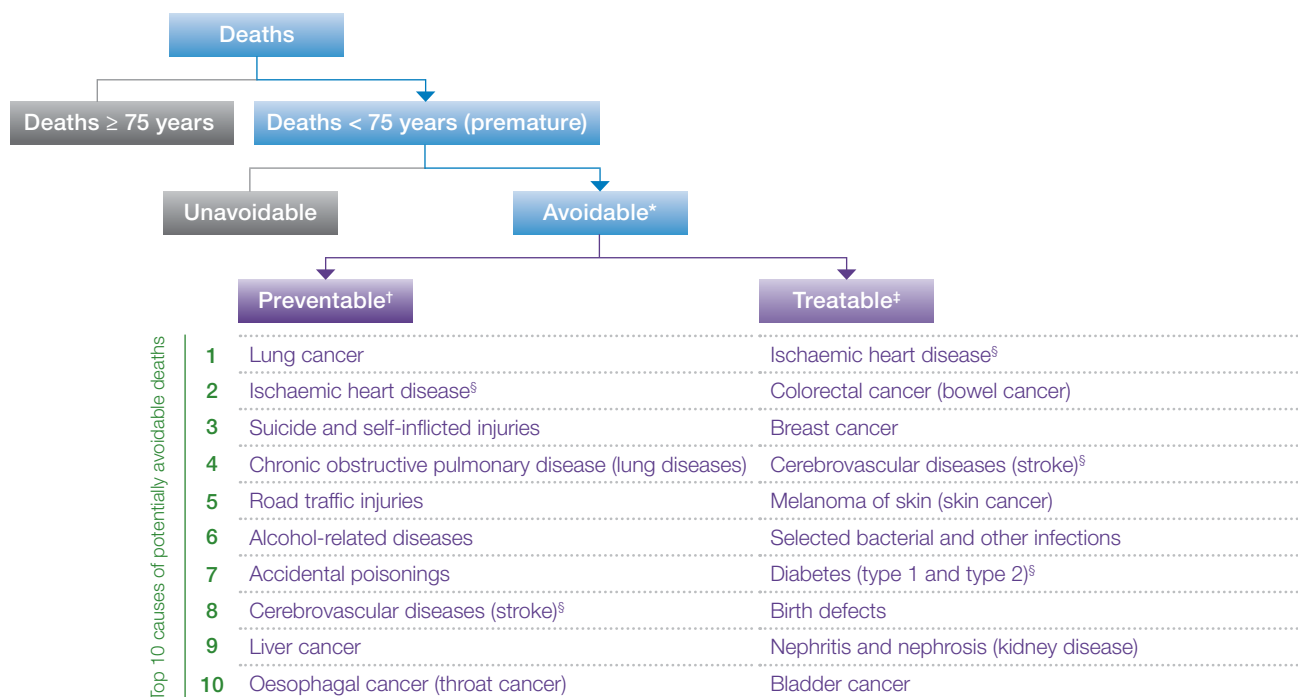 Deaths
Deaths ≥ 75 years
Deaths < 75 years (premature)
Unavoidable
Avoidable*
Preventable†
Treatable‡
Top 10 causes of potentially avoidable deaths
1 Lung cancer Ischaemic heart disease§
2 Ischaemic heart disease§ Colorectal cancer (bowel cancer)
3 Suicide and self-inflicted injuries Breast cancer
4 Chronic obstructive pulmonary disease (lung diseases) Cerebrovascular diseases (stroke)§
5 Road traffic injuries Melanoma of skin (skin cancer)
6 Alcohol-related diseases Selected bacterial and other infections
7 Accidental poisonings Diabetes (type 1 and type 2)§
8 Cerebrovascular diseases (stroke)§ Birth defects
9 Liver cancer Nephritis and nephrosis (kidney disease)
10 Oesophagal cancer (throat cancer) Bladder cancer